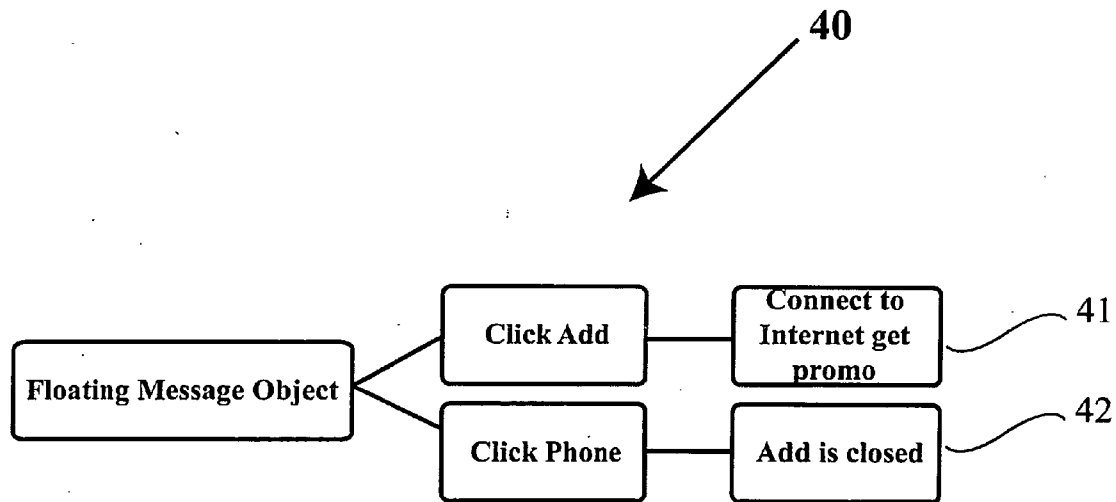 40
Floating Message Object
Click Add
Connect to
Internet get
promo
41
Click Phone
Add is closed
42